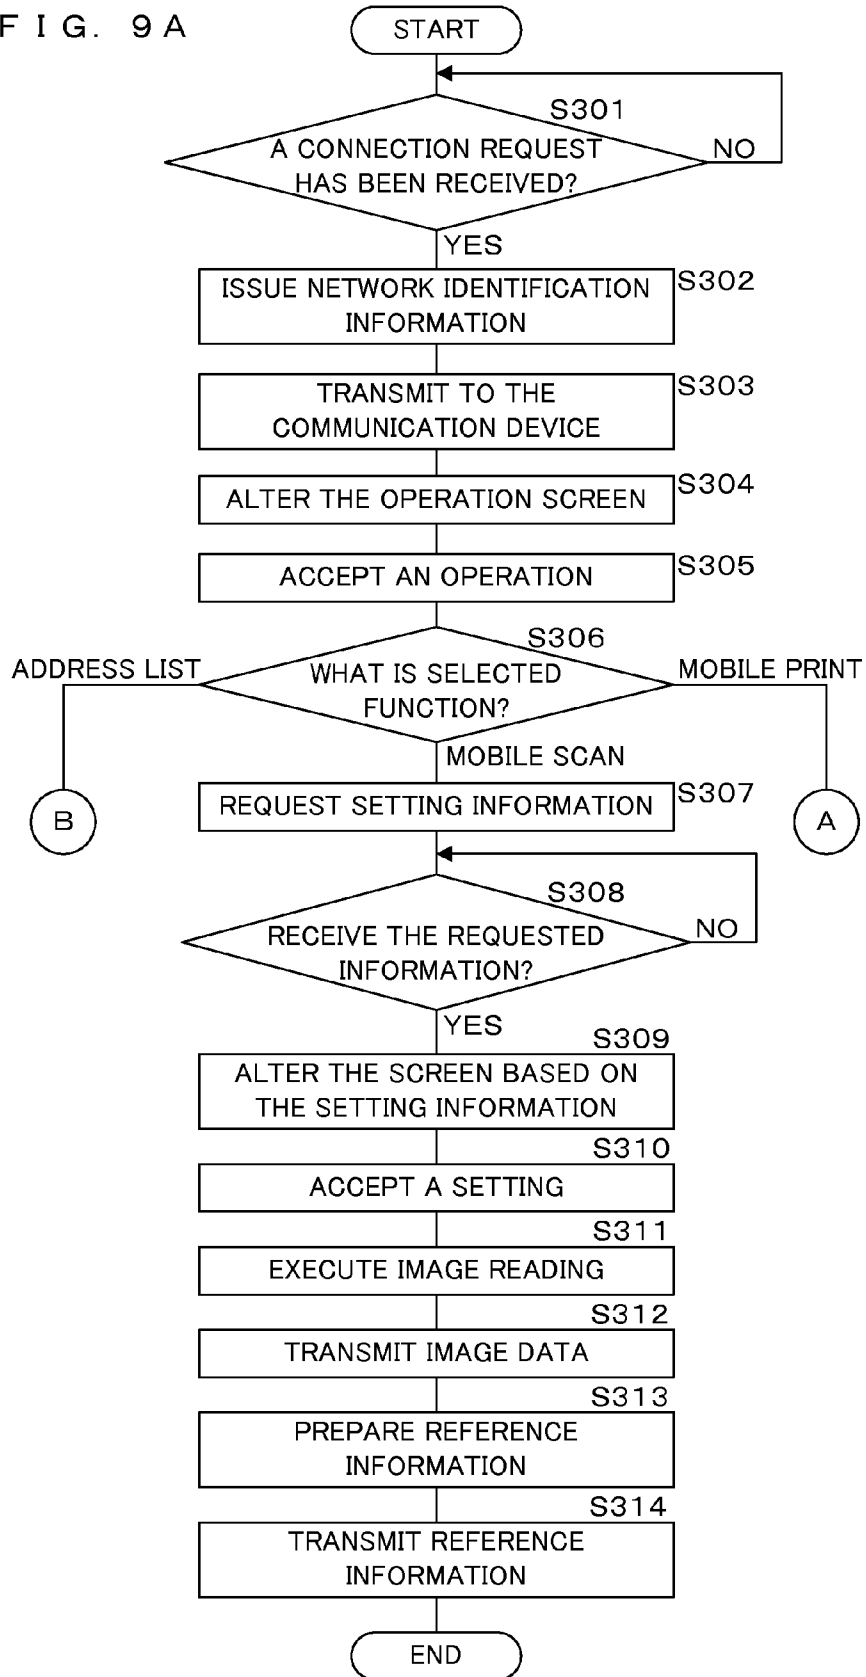 FIG. 9A
START
S301
A CONNECTION REQUEST
HAS BEEN RECEIVED?
NO
YES
ISSUE NETWORK IDENTIFICATION
INFORMATION
S302
TRANSMIT TO THE
COMMUNICATION DEVICE
S303
ALTER THE OPERATION SCREEN
S304
ACCEPT AN OPERATION
S305
S306
ADDRESS LIST
WHAT IS SELECTED
FUNCTION?
MOBILE PRINT
MOBILE SCAN
B
REQUEST SETTING INFORMATION
S307
A
S308
RECEIVE THE REQUESTED
INFORMATION?
NO
YES
S309
ALTER THE SCREEN BASED ON
THE SETTING INFORMATION
S310
ACCEPT A SETTING
S311
EXECUTE IMAGE READING
S312
TRANSMIT IMAGE DATA
S313
PREPARE REFERENCE
INFORMATION
S314
TRANSMIT REFERENCE
INFORMATION
END